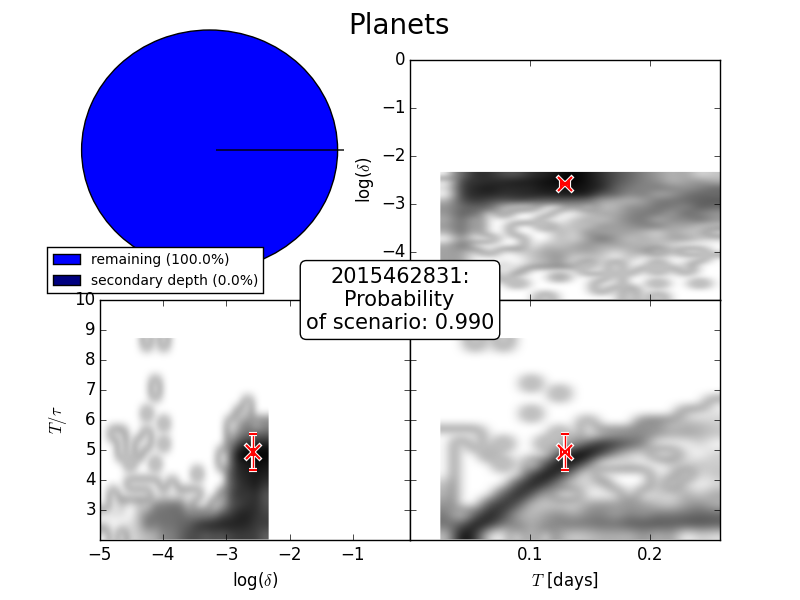 Planets
remaining (100.0%)
secondary depth (0.0%)
0
−1
−2
−3
−4
log(δ)
2015462831:
Probability
of scenario: 0.990
10
9
8
7
6
5
4
3
T/τ
−5 −4 −3 −2 −1
log(δ)
0.1 0.2
T [days]